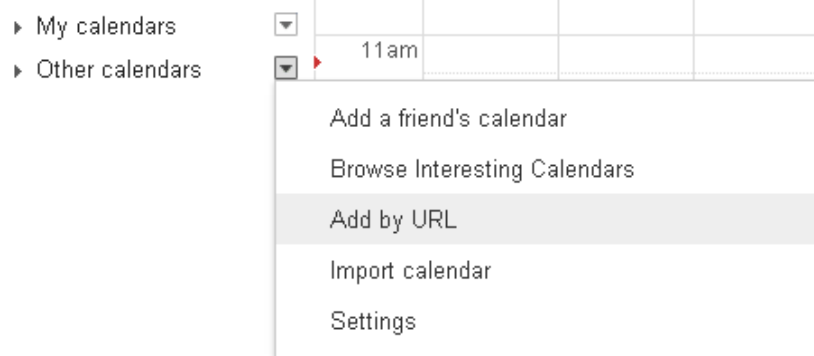 My calendars
11am
Other calendars
Add a friend's calendar
Browse Interesting Calendars
Add by URL
Import calendar
Settings